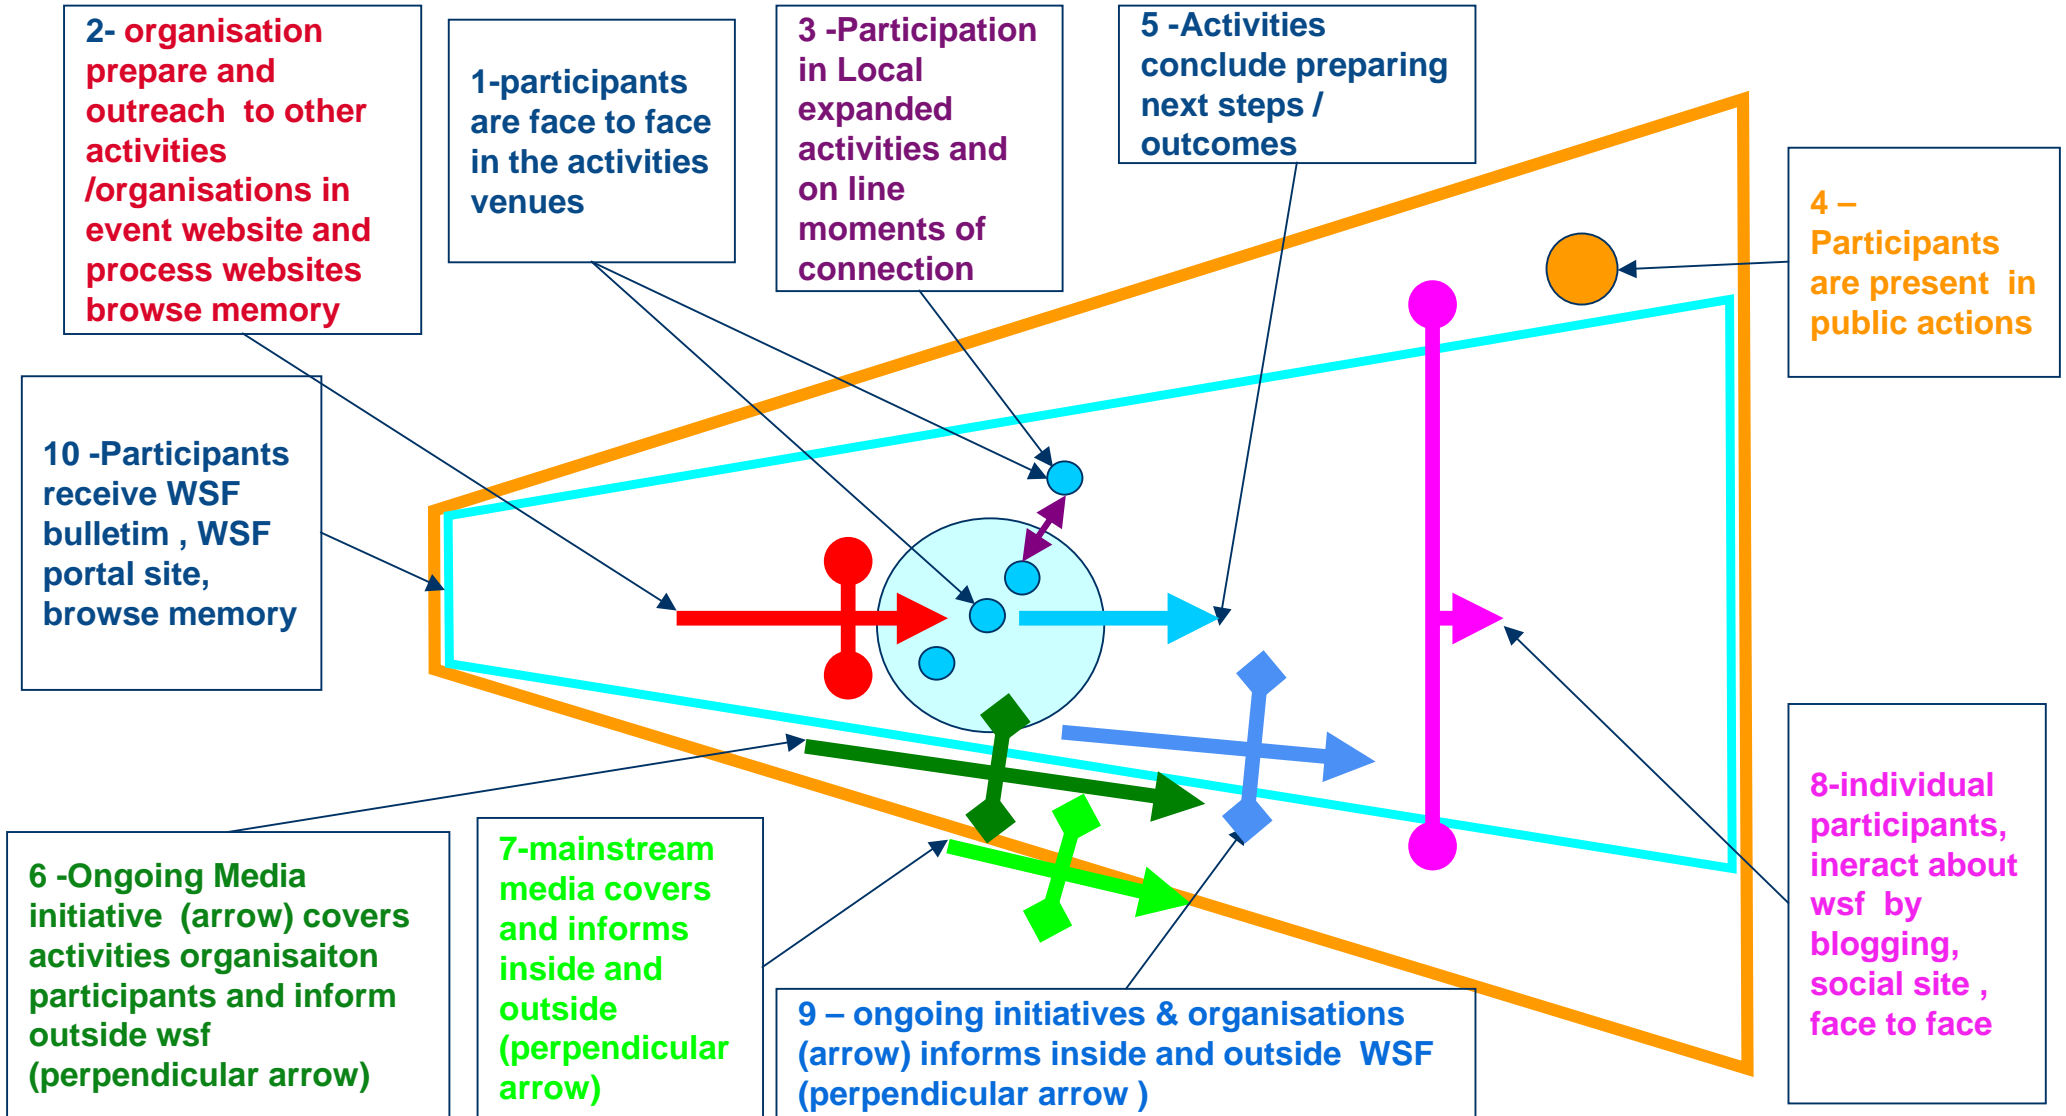 2- organisation
prepare and
outreach  to other
activities
/organisations in
event website and
process websites
browse memory
1-participants
are face to face
in the activities
venues
3 -Participation
in Local
expanded
activities and
on line
moments of
connection
5 -Activities
conclude preparing
next steps /
outcomes
4 –
Participants
are present  in
public actions
10 -Participants
receive WSF
bulletim , WSF
portal site,
browse memory
6 -Ongoing Media
initiative  (arrow) covers
activities organisaiton
participants and inform
outside wsf
(perpendicular arrow)
7-mainstream
media covers
and informs
inside and
outside
(perpendicular
arrow)
9 – ongoing initiatives & organisations
(arrow) informs inside and outside  WSF
(perpendicular arrow )
8-individual
participants,
ineract about
wsf  by
blogging,
social site ,
face to face